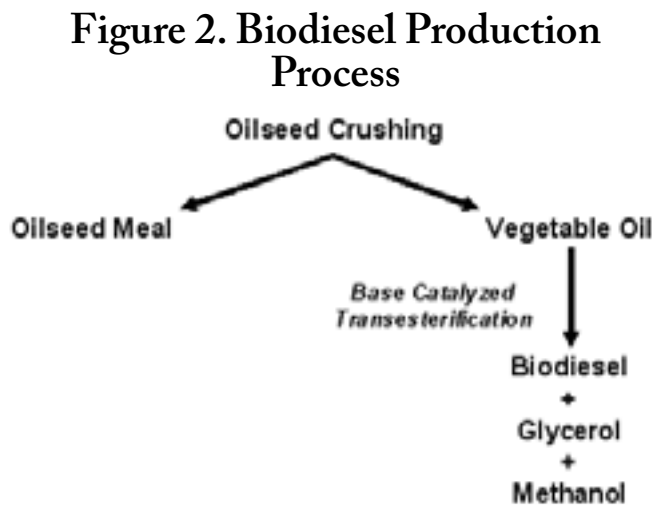 Figure 2. Biodiesel Production
Process
Oilseed Crushing
Oilseed Meal
Vegetable Oil
Base Catalyzed
Transesterification
Biodiesel
+
Glycerol
+
Methanol